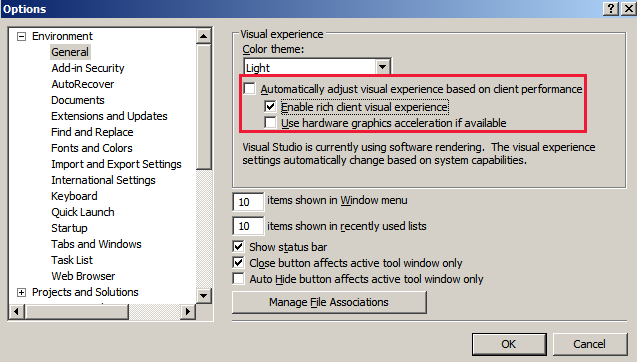 Options
Environment
General
Add-in Security
AutoRecover
Documents
Extensions and Updates
Find and Replace
Fonts and Colors
Import and Export Settings
International Settings
Keyboard
Quick Launch
Startup
Tabs and Windows
Task List
Web Browser
Projects and Solutions
Visual experience
Color theme:
Light
Automatically adjust visual experience based on client performance
Enable rich client visual experience
Use hardware graphics acceleration if available
Visual Studio is currently using software rendering. The visual experience
settings automatically change based on system capabilities.
10 items shown in Window menu
10 items shown in recently used lists
Show status bar
Close button affects active tool window only
Auto Hide button affects active tool window only
Manage File Associations
OK
Cancel